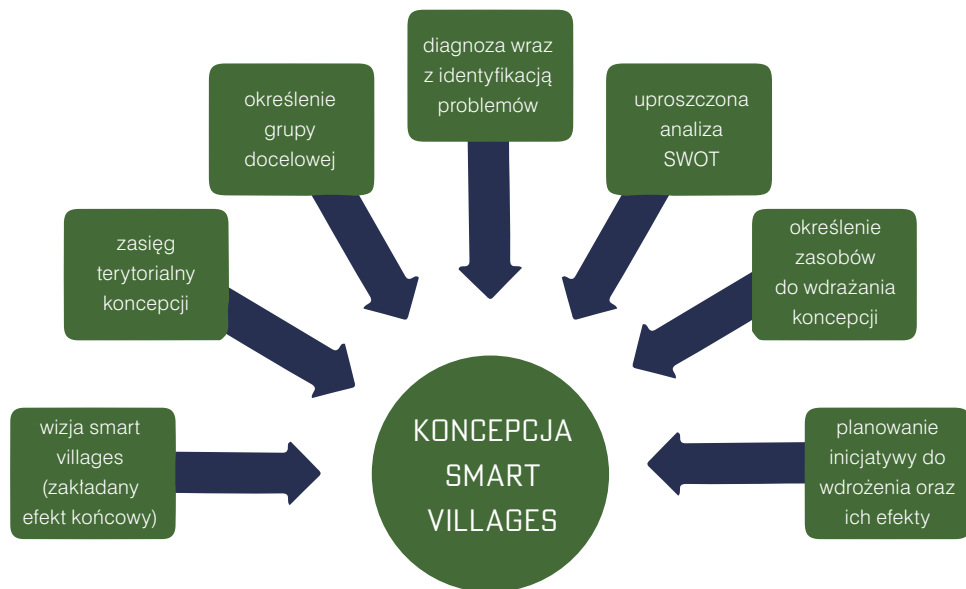 diagnoza wraz
z identyfikacją
problemów
określenie
grupy
docelowej
uproszczona
analiza
SWOT
zasięg
terytorialny
koncepcji
określenie
zasobów
do wdrażania
koncepcji
wizja smart
villages
(zakładany
efekt końcowy)
KONCEPCJA
SMART
VILLAGES
planowanie
inicjatywy do
wdrożenia oraz
ich efekty